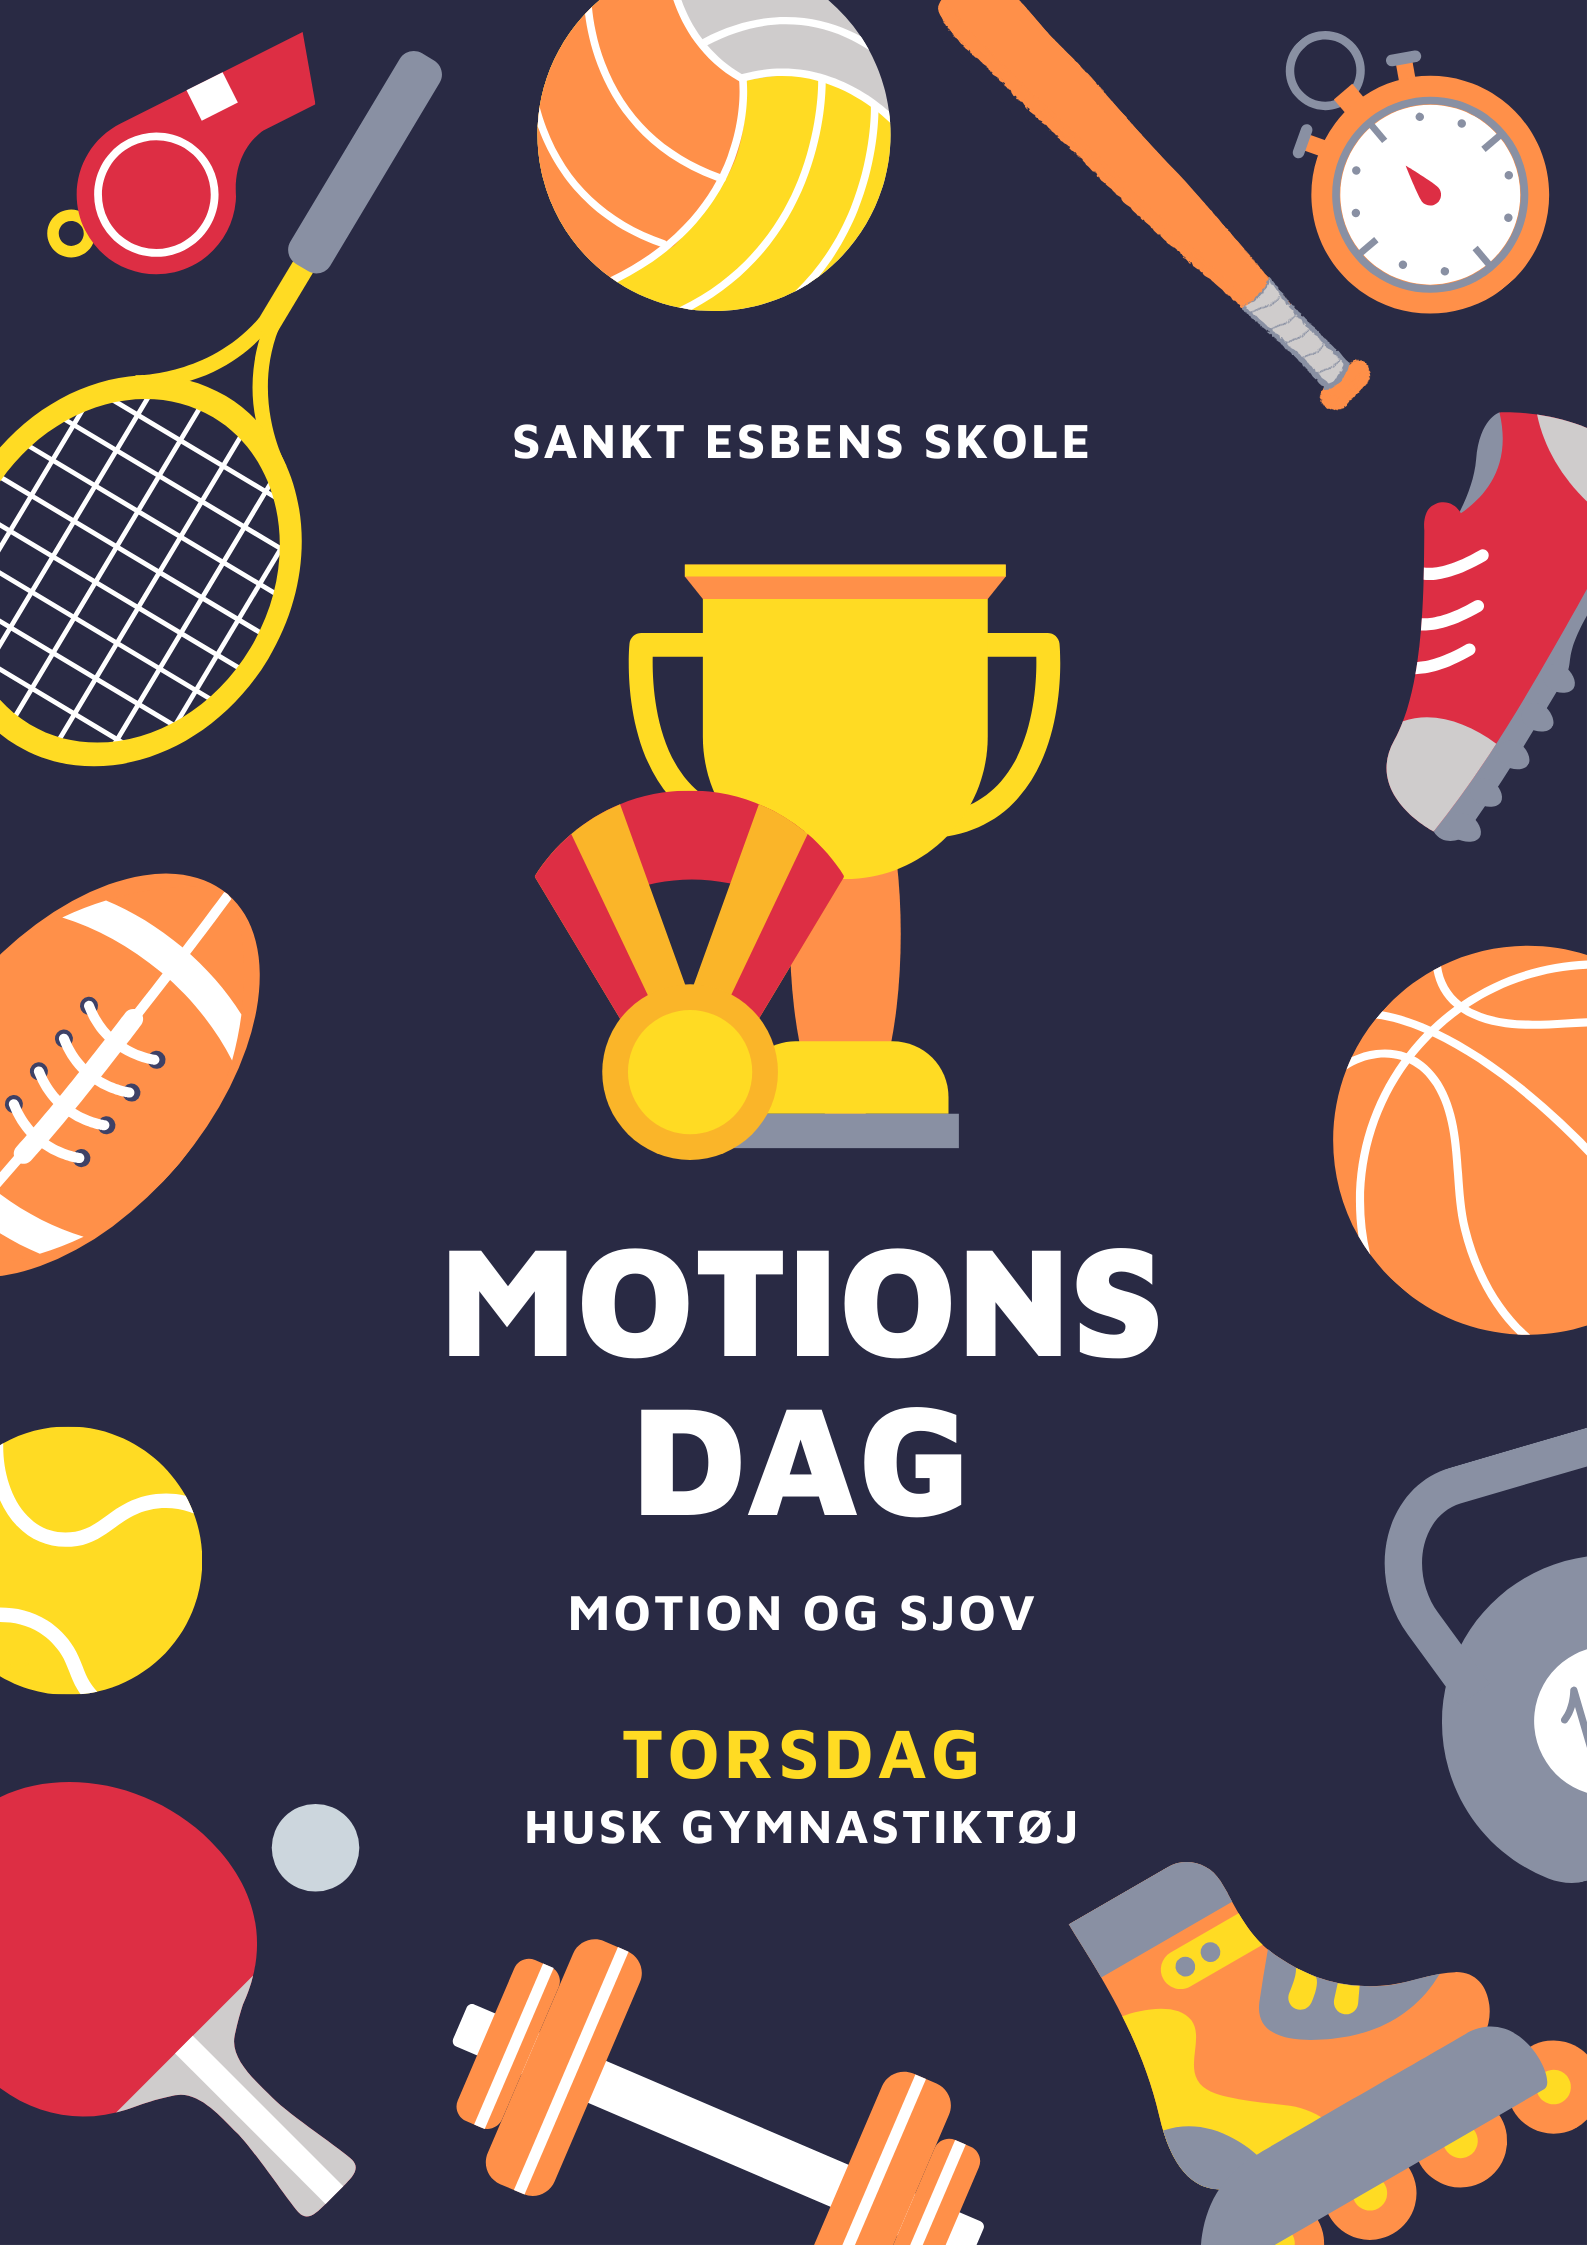 SANKT ESBENS SKOLE
MOTIONS
DAG
MOTION OG SJOV
TORSDAG
HUSK GYMNASTIKTØJ